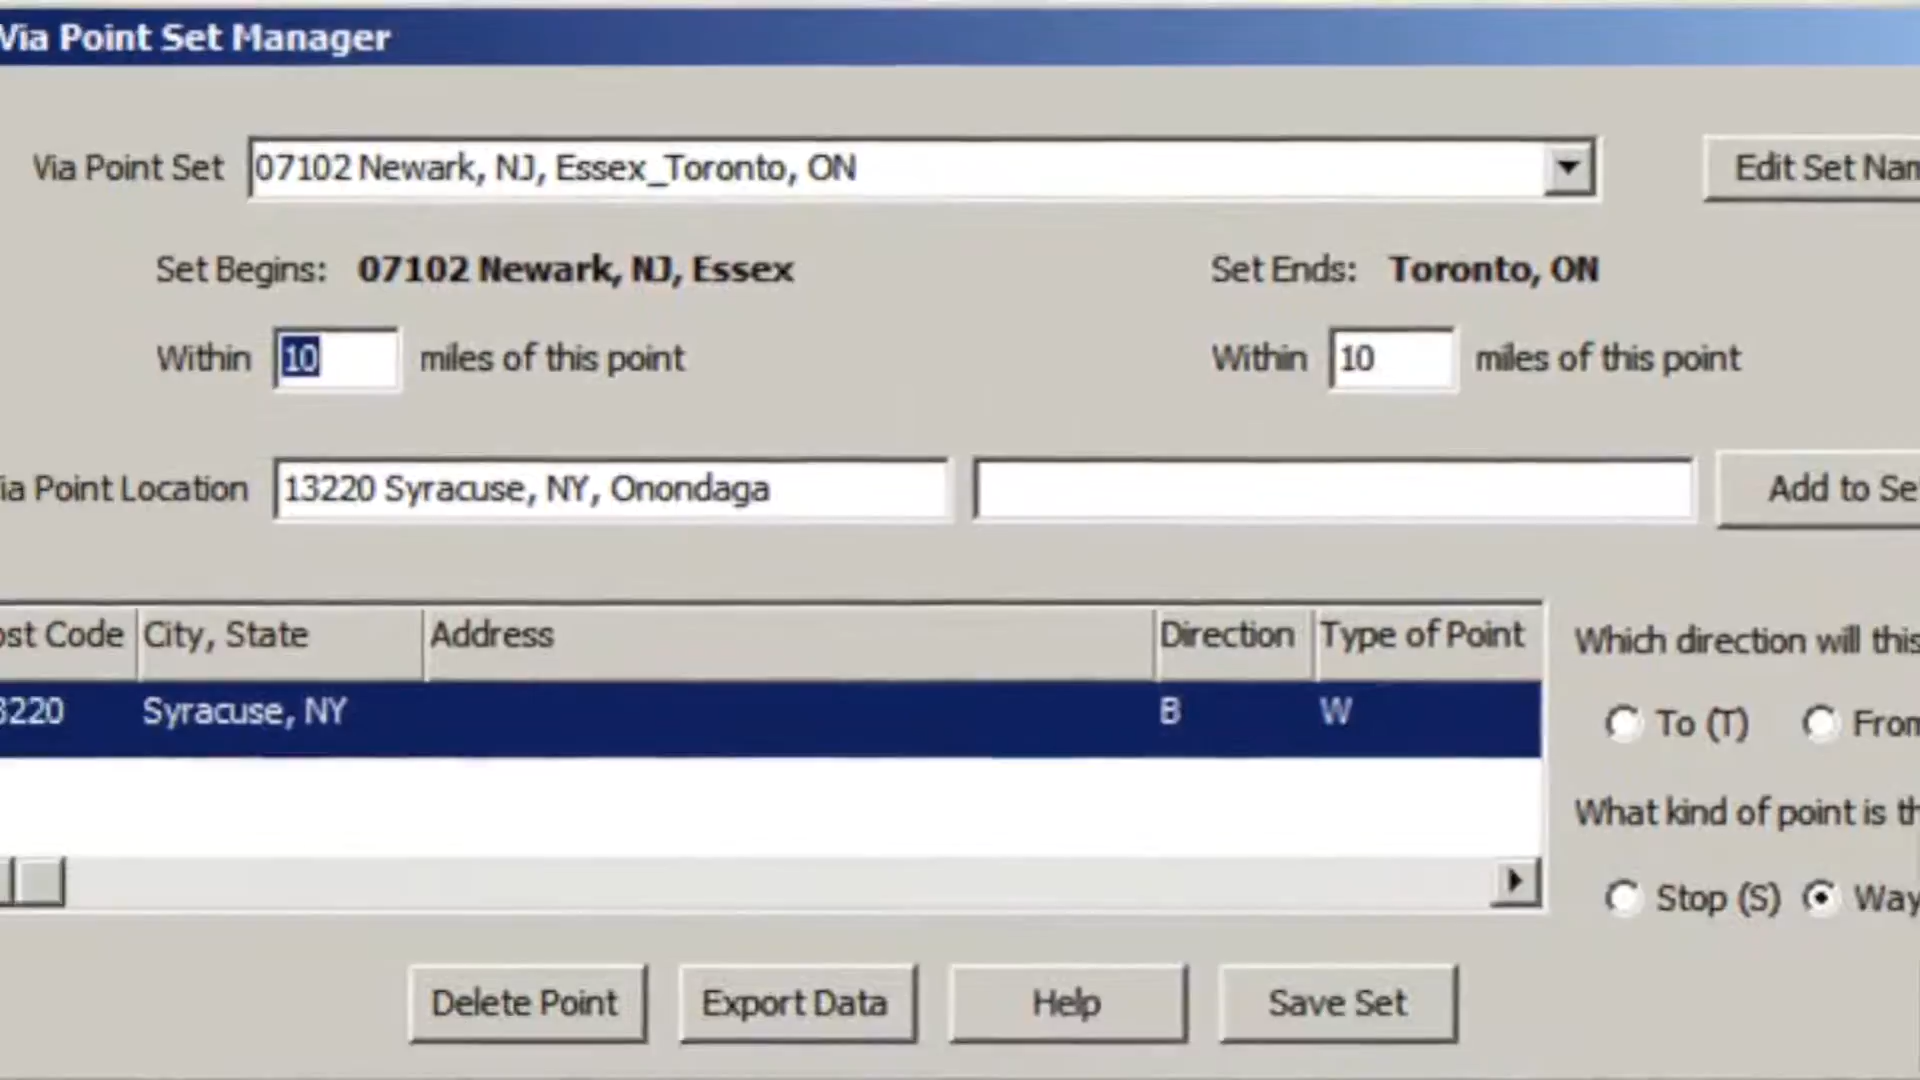 Via Point Set Manager
Via Point Set 07102 Newark, NJ, Essex_Toronto, ON Edit Set Nam
Set Begins: 07102 Newark, NJ, Essex Set Ends: Toronto, ON
Within 10 miles of this point Within 10 miles of this point
ia Point Location 13220 Syracuse, NY, Onondaga Add to Se
ost Code City, State Address Direction Type of Point Which direction will this
3220 Syracuse, NY B W
To (T) From
What kind of point is th
Stop (S) Way
Delete Point Export Data Help Save Set